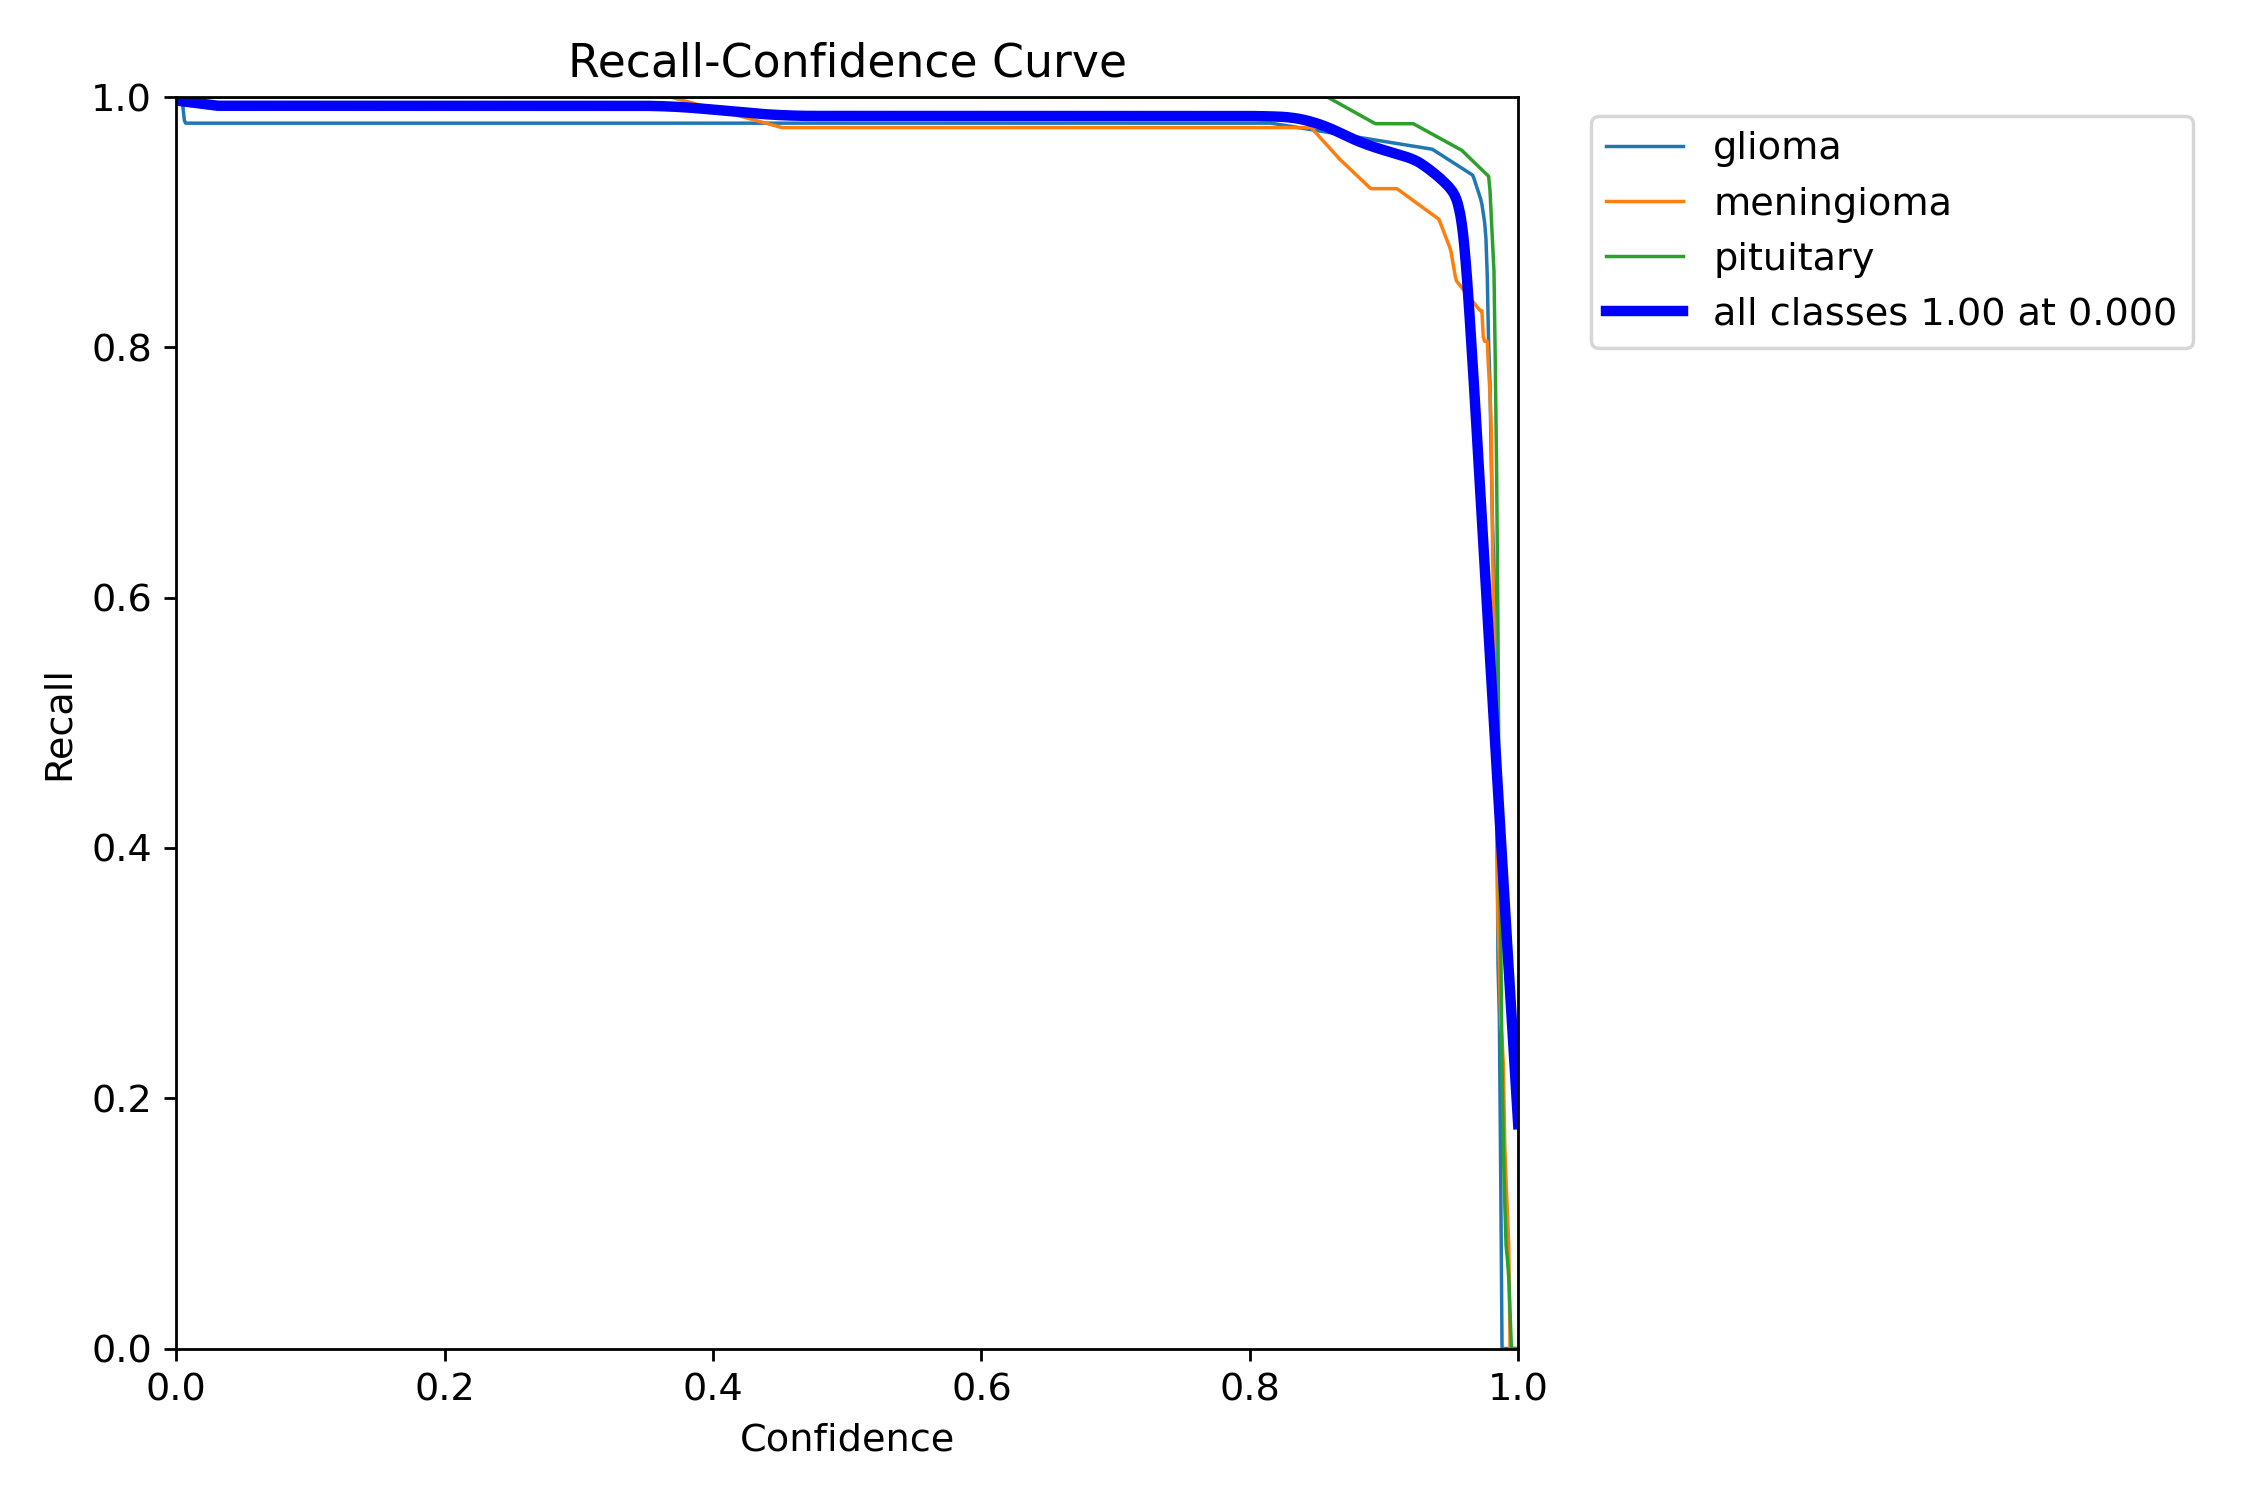 Recall-Confidence Curve
1.0
0.8
0.6
0.4
0.2
0.0
Recall
0.0 0.2 0.4 0.6 0.8 1.0
Confidence
glioma
meningioma
pituitary
all classes 1.00 at 0.000